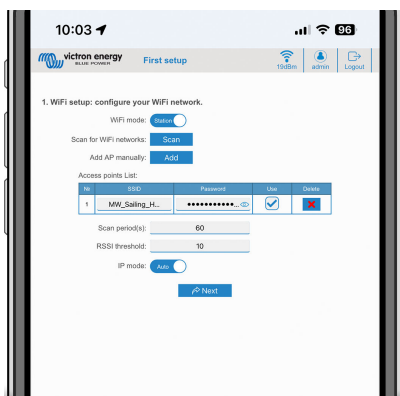 10:03 96
victron energy
BLUE POWER
First setup
19dBm admin Logout
1. WiFi setup: configure your WiFi network.
WiFi mode: Station
Scan for WiFi networks: Scan
Add AP manually: Add
Access points List:
Nr SSID Password Use Delete
1 MW_Sailing_H... •••••••••••...
Scan period(s): 60
RSSI threshold: 10
IP mode: Auto
Next